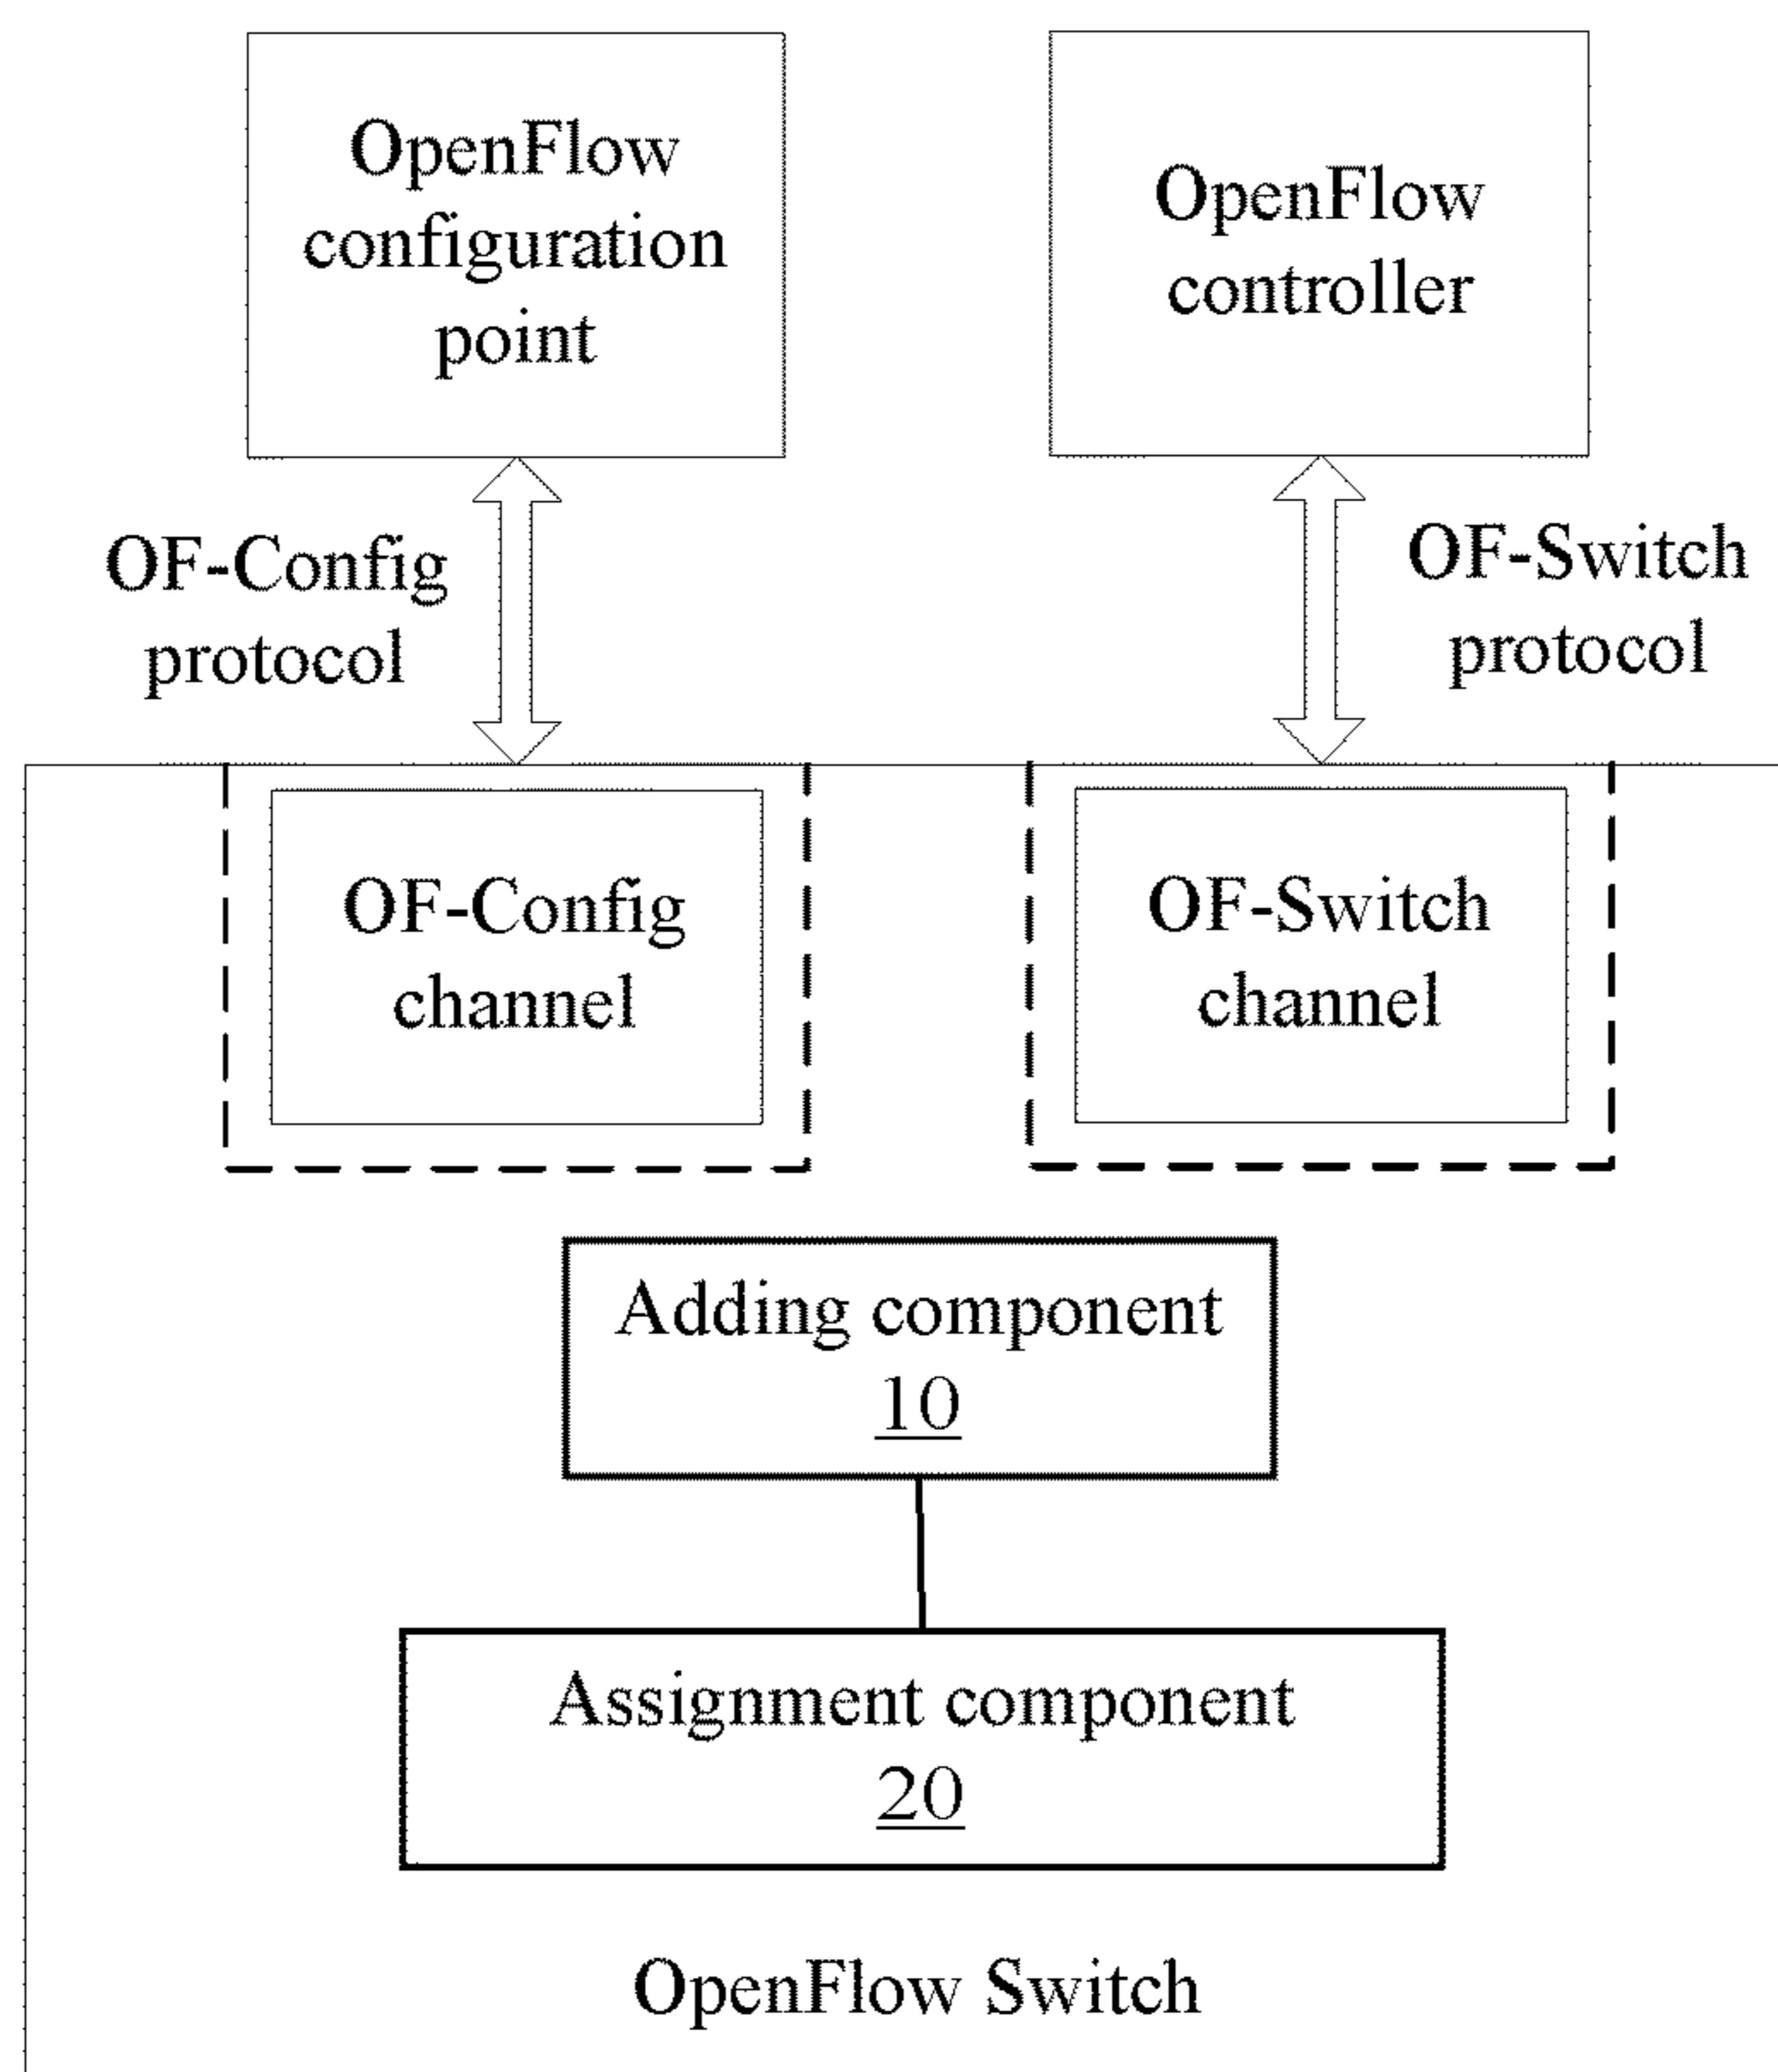 OpenFlow
configuration
point
OpenFlow
controller
OF-Config
protocol
OF-Switch
protocol
OF-Config
channel
OF-Switch
channel
Adding component
10
Assignment component
20
OpenFlow Switch